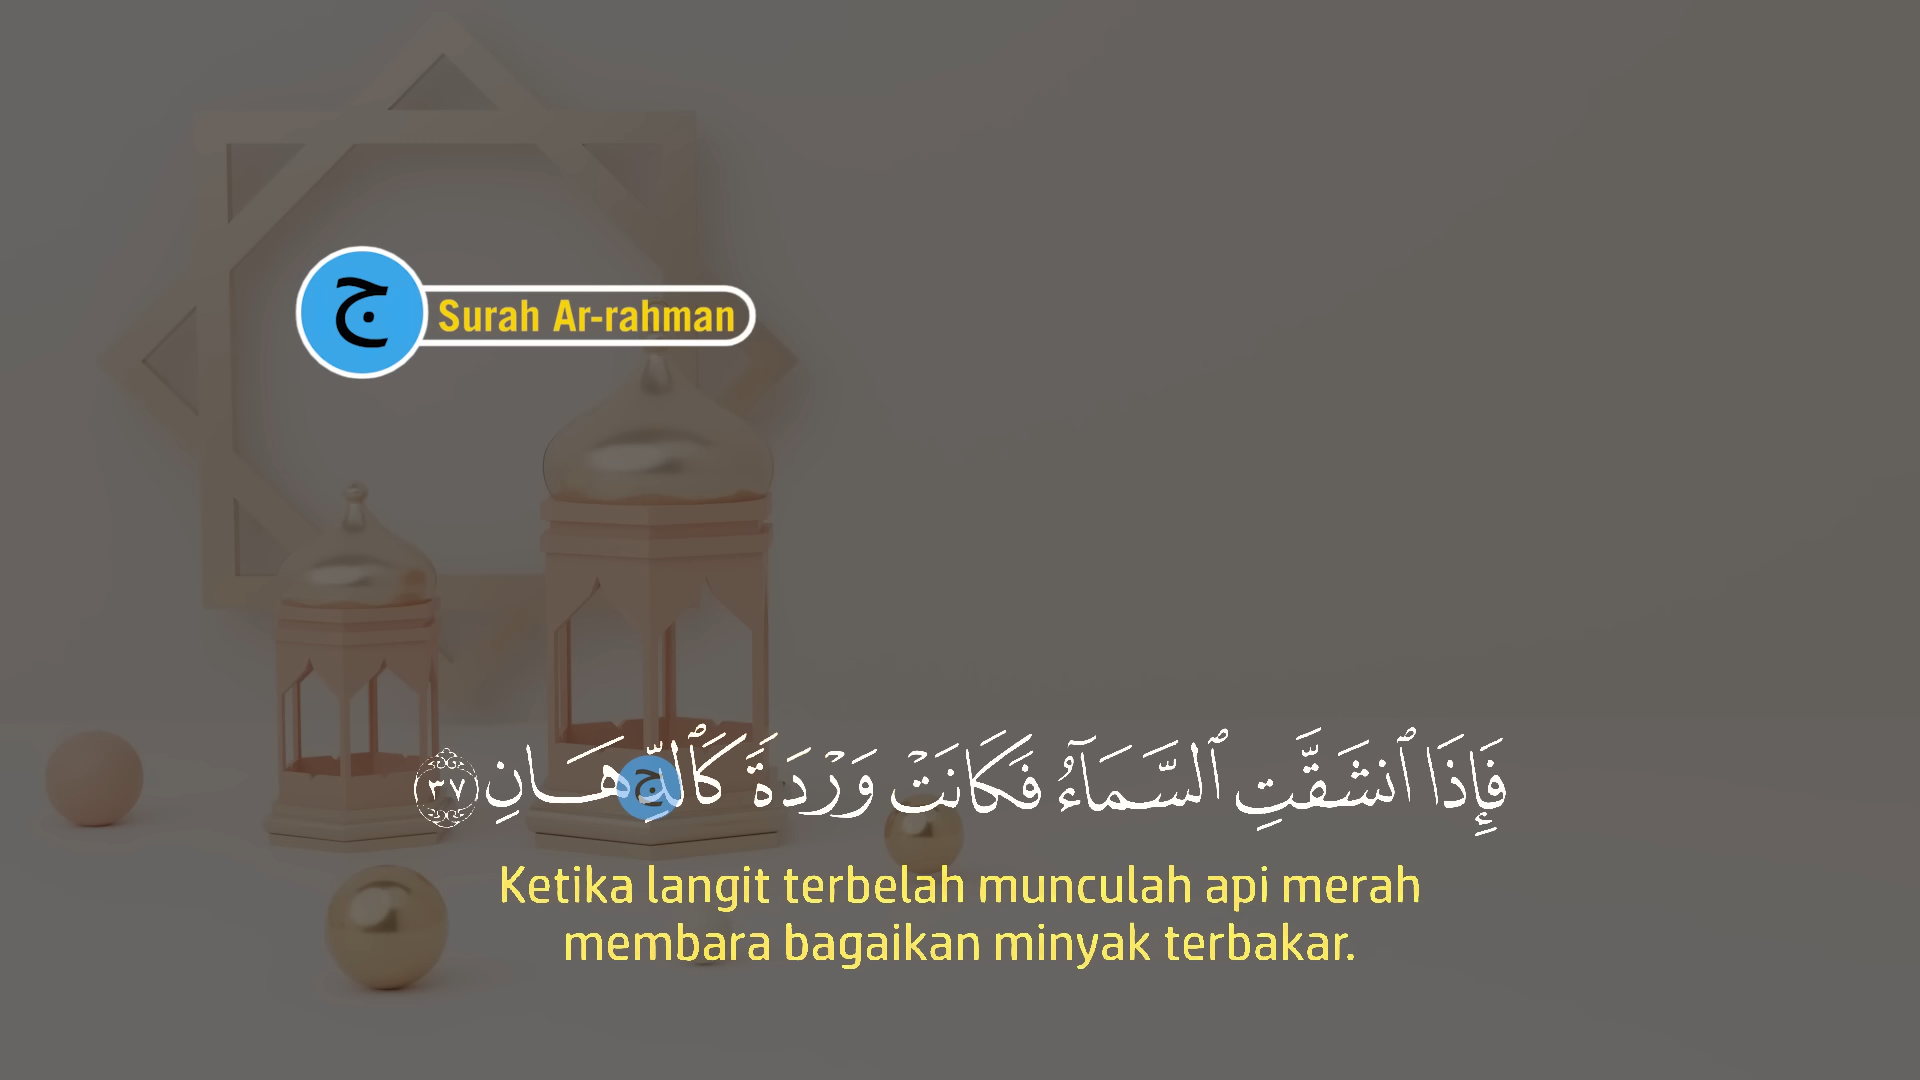 ج
Surah Ar-rahman
فَإِذَا ٱنشَقَّتِ ٱلسَّمَآءُ فَكَانَتْ وَرْدَةً كَٱلدِّهَانِ ٣٧
ج
Ketika langit terbelah munculah api merah
membara bagaikan minyak terbakar.